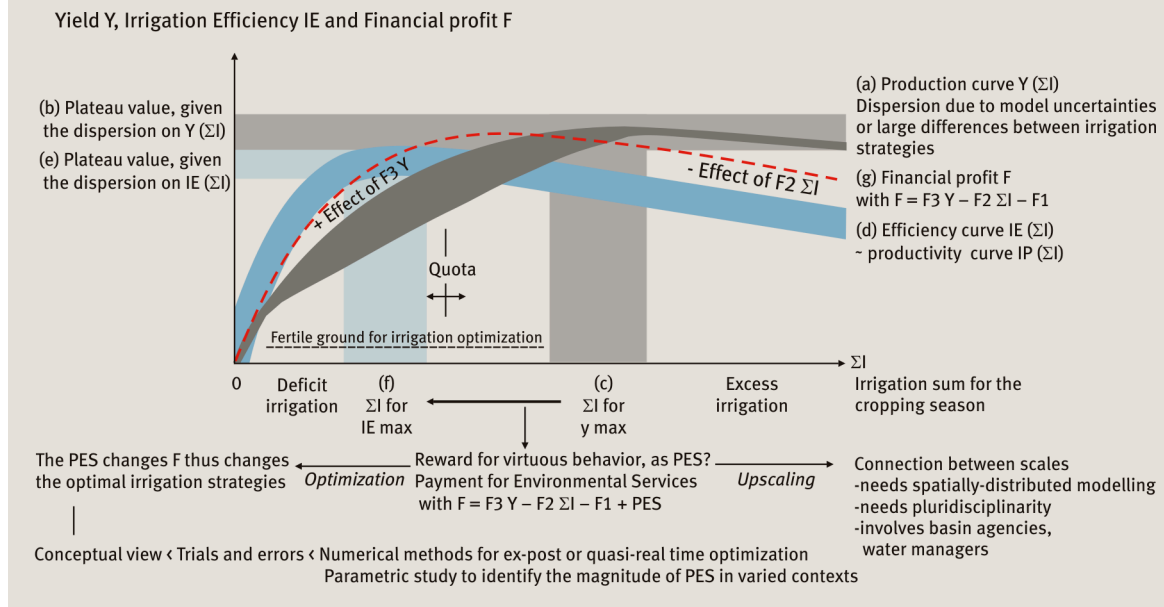 Yield Y, Irrigation Efficiency IE and Financial profit F
(b) Plateau value, given
the dispersion on Y (ΣI)
(e) Plateau value, given
the dispersion on IE (ΣI)
(a) Production curve Y (ΣI)
Dispersion due to model uncertainties
or large differences between irrigation
strategies
(g) Financial profit F
with F = F3 Y – F2 ΣI – F1
(d) Efficiency curve IE (ΣI)
~ productivity curve IP (ΣI)
+ Effect of F3 Y
- Effect of F2 ΣI
Quota
Fertile ground for irrigation optimization
0
Deficit
irrigation
(f)
ΣI for
IE max
(c)
ΣI for
y max
Excess
irrigation
ΣI
Irrigation sum for the
cropping season
The PES changes F thus changes
the optimal irrigation strategies
Optimization
Reward for virtuous behavior, as PES?
Payment for Environmental Services
with F = F3 Y – F2 ΣI – F1 + PES
Upscaling
Connection between scales
-needs spatially-distributed modelling
-needs pluridisciplinarity
-involves basin agencies,
water managers
Conceptual view < Trials and errors < Numerical methods for ex-post or quasi-real time optimization
Parametric study to identify the magnitude of PES in varied contexts